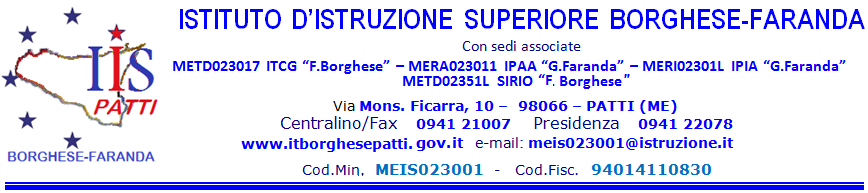 ISTITUTO D'ISTRUZIONE SUPERIORE BORGHESE-FARANDA
Con sedi associate
METD023017 ITCG “F.Borghese” – MERA023011 IPAA “G.Faranda” – MERI02301L IPIA “G.Faranda”
METD02351L SIRIO “F. Borghese”
Via Mons. Ficarra, 10 – 98066 – PATTI (ME)
Centralino/Fax 0941 21007 Presidenza 0941 22078
www.itborghesepatti.gov.it e-mail: meis023001@istruzione.it
Cod.Min. MEIS023001 - Cod.Fisc. 94014110830
IIS
PATTI
BORGHESE-FARANDA